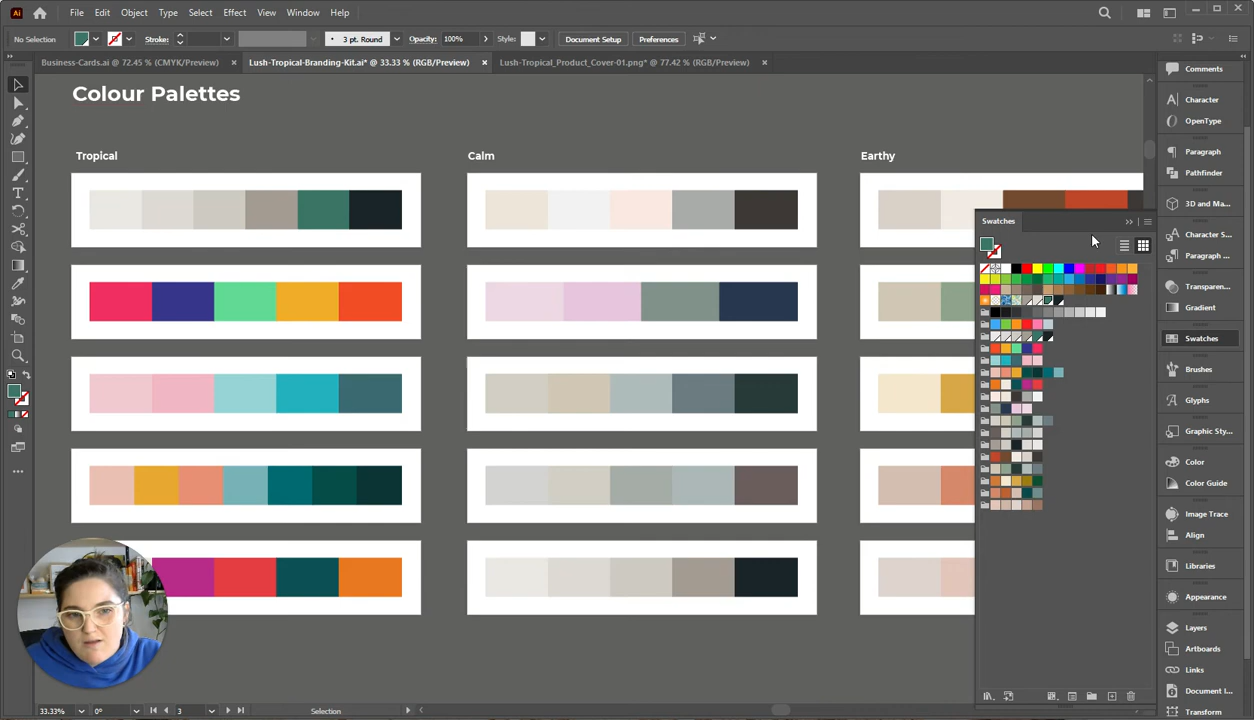 Ai File Edit Object Type Select Effect View Window Help
No Selection Stroke: 3 pt. Round Opacity: 100% Style: Document Setup Preferences
Business-Cards.ai @ 72.45 % (CMYK/Preview) × Lush-Tropical-Branding-Kit.ai* @ 33.33 % (RGB/Preview) × Lush-Tropical_Product_Cover-01.png* @ 77.42 % (RGB/Preview) ×
Colour Palettes
Tropical Calm Earthy
Swatches
Comments
Character
OpenType
Paragraph
Pathfinder
3D and Ma...
Character S...
Paragraph ...
Transparen...
Gradient
Swatches
Brushes
Glyphs
Graphic Sty...
Color
Color Guide
Image Trace
Align
Libraries
Appearance
Layers
Artboards
Links
Document I...
Transform
33.33% 0° 3 Selection